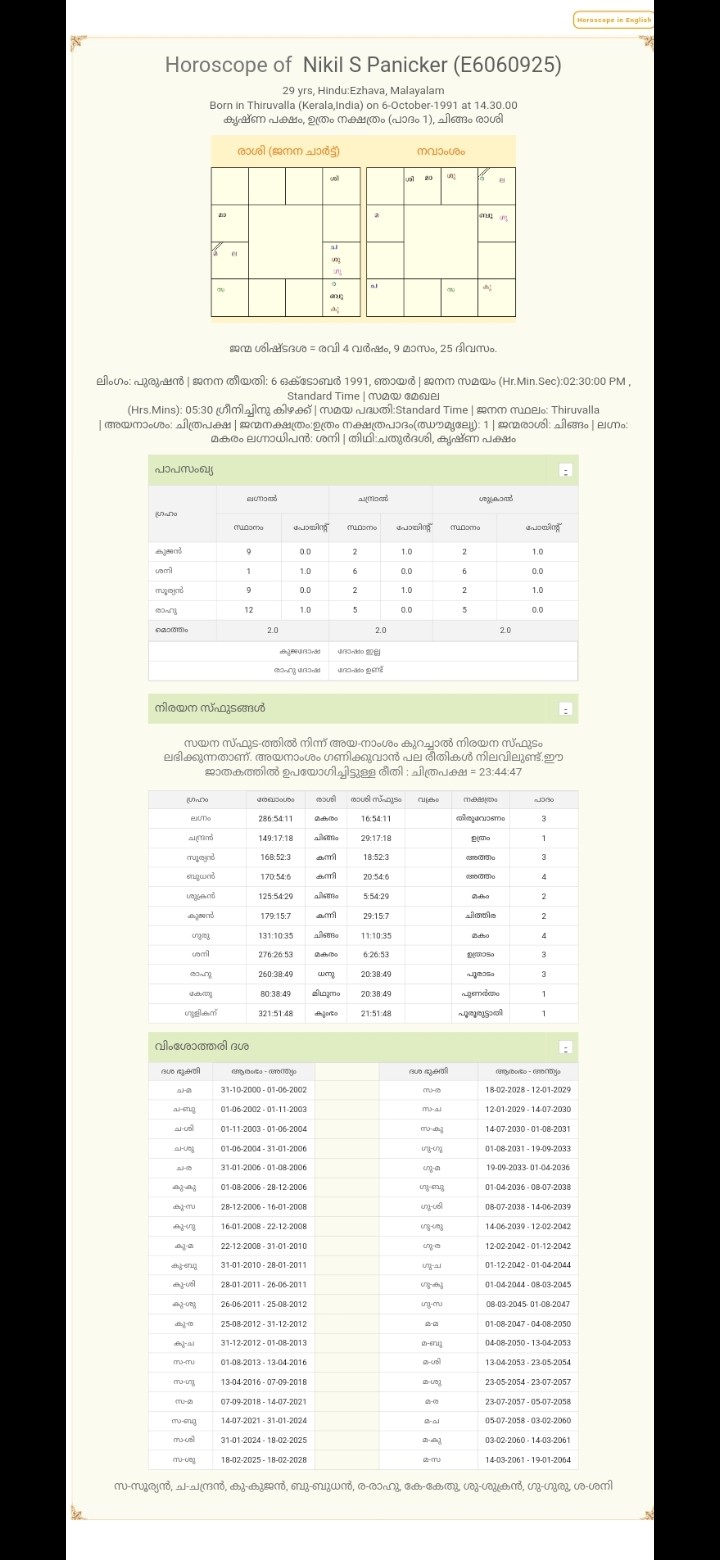 Horoscope in English
Horoscope of Nikil S Panicker (E6060925)
29 yrs, Hindu:Ezhava, Malayalam
Born in Thiruvalla (Kerala,India) on 6-October-1991 at 14.30.00
കൃഷ്ണ പക്ഷം, ഉത്രം നക്ഷത്രം (പാദം 1), ചിങ്ങം രാശി
രാശി (ജനന ചാർട്ട്) നവാംശം
ശി ശി മാ ശു ര ല
മാ മ ബു ഗു
മ ല ച
ശു
ഗു
സ ബു
കു
സ കു
ജന്മ ശിഷ്ടദശ = രവി 4 വർഷം, 9 മാസം, 25 ദിവസം.
ലിംഗം: പുരുഷൻ | ജനന തീയതി: 6 ഒക്ടോബർ 1991, ഞായർ | ജനന സമയം (Hr.Min.Sec):02:30:00 PM ,
Standard Time | സമയ മേഖല
(Hrs.Mins): 05:30 ഗ്രീനിച്ചിനു കിഴക്ക് | സമയ പദ്ധതി:Standard Time | ജനന സ്ഥലം: Thiruvalla
| അയനാംശം: ചിത്രപക്ഷ | ജന്മനക്ഷത്രം:ഉത്രം 1 | ജന്മരാശി: ചിങ്ങം | ലഗ്നം:
മകരം ലഗ്നാധിപൻ: ശനി | തിഥി:ചതുർദശി, കൃഷ്ണ പക്ഷം
പാപസംഖ്യ -
ഗ്രഹം ലഗ്നാൽ ചന്ദ്രാൽ ശുക്രാൽ
സ്ഥാനം പോയിന്റ് സ്ഥാനം പോയിന്റ് സ്ഥാനം പോയിന്റ്
കുജൻ 9 0.0 2 1.0 2 1.0
ശനി 1 1.0 6 0.0 6 0.0
സൂര്യൻ 9 0.0 2 1.0 2 1.0
രാഹു 12 1.0 5 0.0 5 0.0
മൊത്തം 2.0 2.0 2.0
കുജദോഷ ദോഷം ഇല്ല
രാഹു ദോഷ ദോഷം ഉണ്ട്
നിരയന സ്ഫുടങ്ങൾ -
സയന സ്ഫുട-ത്തിൽ നിന്ന് അയ-നാംശം കുറച്ചാൽ നിരയന സ്ഫുടം
ലഭിക്കുന്നതാണ്. അയനാംശം ഗണിക്കുവാൻ പല രീതികൾ നിലവിലുണ്ട്.ഈ
ജാതകത്തിൽ ഉപയോഗിച്ചിട്ടുള്ള രീതി : ചിത്രപക്ഷ = 23:44:47
ഗ്രഹം രേഖാംശം രാശി രാശി സ്ഫുടം വക്രം നക്ഷത്രം പാദം
ലഗ്നം 286:54:11 മകരം 16:54:11 തിരുവോണം 3
ചന്ദ്രൻ 149:17:18 ചിങ്ങം 29:17:18 ഉത്രം 1
സൂര്യൻ 168:52:3 കന്നി 18:52:3 അത്തം 3
ബുധൻ 170:54:6 കന്നി 20:54:6 അത്തം 4
ശുക്രൻ 125:54:29 ചിങ്ങം 5:54:29 മകം 2
കുജൻ 179:15:7 കന്നി 29:15:7 ചിത്തിര 2
ഗുരു 131:10:35 ചിങ്ങം 11:10:35 മകം 4
ശനി 276:26:53 മകരം 6:26:53 ഉത്രാടം 3
രാഹു 260:38:49 ധനു 20:38:49 പൂരാടം 3
കേതു 80:38:49 മിഥുനം 20:38:49 പുണർതം 1
ഗുളികന് 321:51:48 കുംഭം 21:51:48 പൂരുരുട്ടാതി 1
വിംശോത്തരി ദശ -
ദശ ഭുക്തി ആരംഭം - അന്ത്യം ദശ ഭുക്തി ആരംഭം - അന്ത്യം
ച-മ 31-10-2000 - 01-06-2002 സ-ര 18-02-2028 - 12-01-2029
ച-ബു 01-06-2002 - 01-11-2003 സ-ച 12-01-2029 - 14-07-2030
ച-ശി 01-11-2003 - 01-06-2004 സ-കു 14-07-2030 - 01-08-2031
ച-ശു 01-06-2004 - 31-01-2006 ഗു-ഗു 01-08-2031 - 19-09-2033
ച-ര 31-01-2006 - 01-08-2006 ഗു-മ 19-09-2033- 01-04-2036
കു-കു 01-08-2006 - 28-12-2006 ഗു-ബു 01-04-2036 - 08-07-2038
കു-സ 28-12-2006 - 16-01-2008 ഗു-ശി 08-07-2038 - 14-06-2039
കു-ഗു 16-01-2008 - 22-12-2008 ഗു-ശു 14-06-2039 - 12-02-2042
കു-മ 22-12-2008 - 31-01-2010 ഗു-ര 12-02-2042 - 01-12-2042
കു-ബു 31-01-2010 - 28-01-2011 ഗു-ച 01-12-2042 - 01-04-2044
കു-ശി 28-01-2011 - 26-06-2011 ഗു-കു 01-04-2044 - 08-03-2045
കു-ശു 26-06-2011 - 25-08-2012 ഗു-സ 08-03-2045- 01-08-2047
കു-ര 25-08-2012 - 31-12-2012 മ-മ 01-08-2047 - 04-08-2050
കു-ച 31-12-2012 - 01-08-2013 മ-ബു 04-08-2050 - 13-04-2053
സ-സ 01-08-2013 - 13-04-2016 മ-ശി 13-04-2053 - 23-05-2054
സ-ഗു 13-04-2016 - 07-09-2018 മ-ശു 23-05-2054 - 23-07-2057
സ-മ 07-09-2018 - 14-07-2021 മ-ര 23-07-2057 - 05-07-2058
സ-ബു 14-07-2021 - 31-01-2024 മ-ച 05-07-2058 - 03-02-2060
സ-ശി 31-01-2024 - 18-02-2025 മ-കു 03-02-2060 - 14-03-2061
സ-ശു 18-02-2025 - 18-02-2028 മ-സ 14-03-2061 - 19-01-2064
സ-സൂര്യൻ, ച-ചന്ദ്രൻ, കു-കുജൻ, ബു-ബുധൻ, ര-രാഹു, കേ-കേതു, ശു-ശുക്രൻ, ഗു-ഗുരു, ശ-ശനി